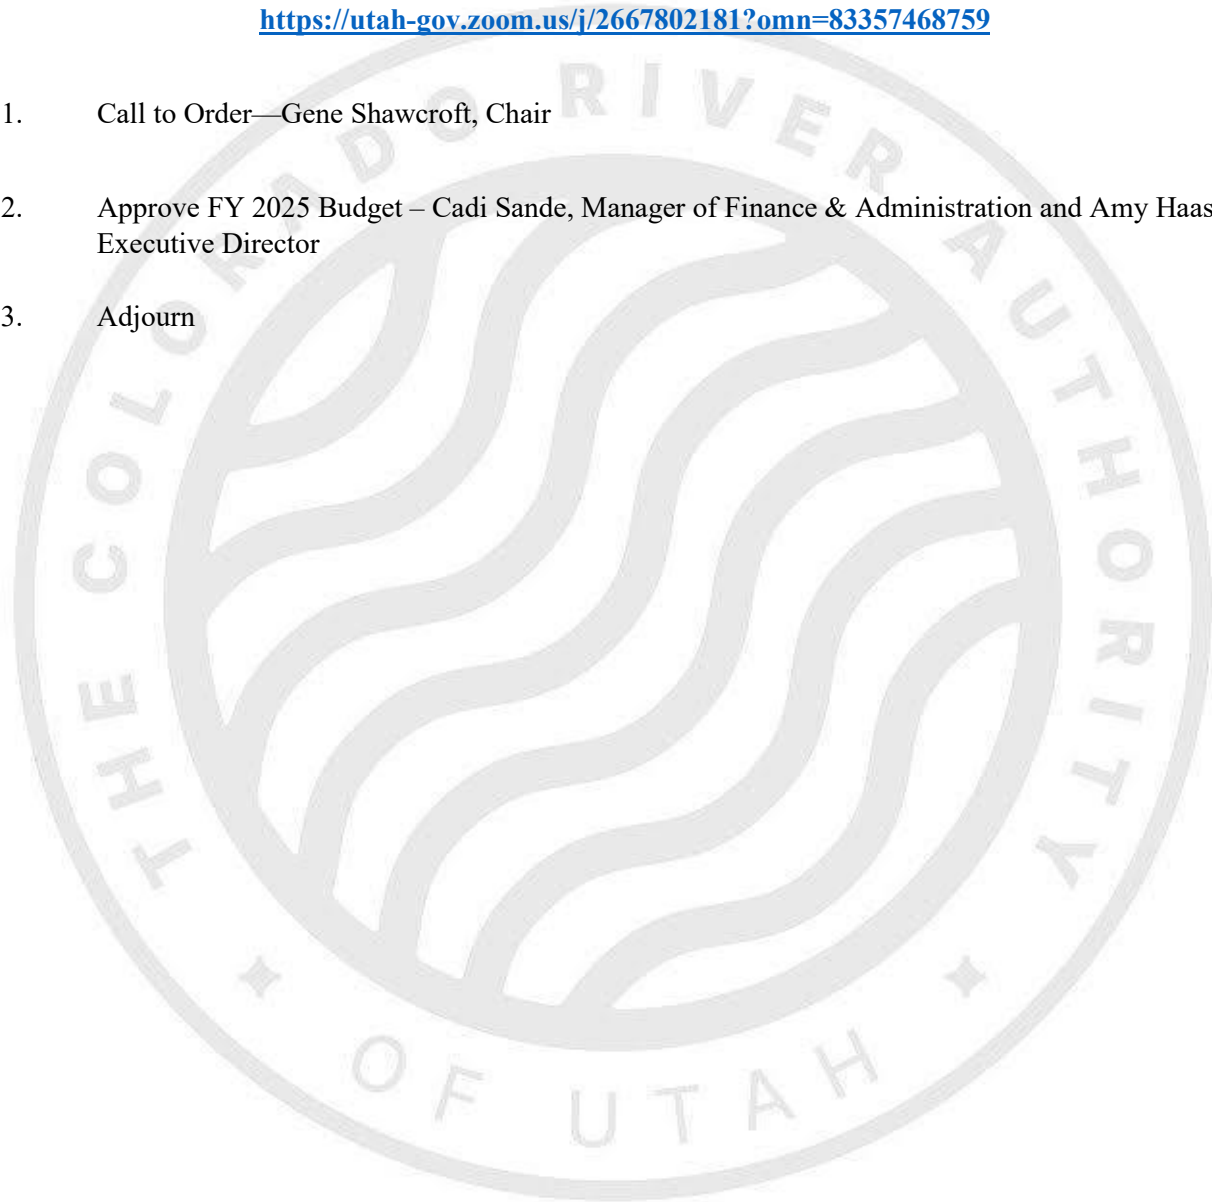 https://utah-gov.zoom.us/j/2667802181?omn=83357468759
1. Call to Order—Gene Shawcroft, Chair
2. Approve FY 2025 Budget – Cadi Sande, Manager of Finance & Administration and Amy Haas
Executive Director
3. Adjourn
THE COLORADO RIVER AUTHORITY
OF UTAH